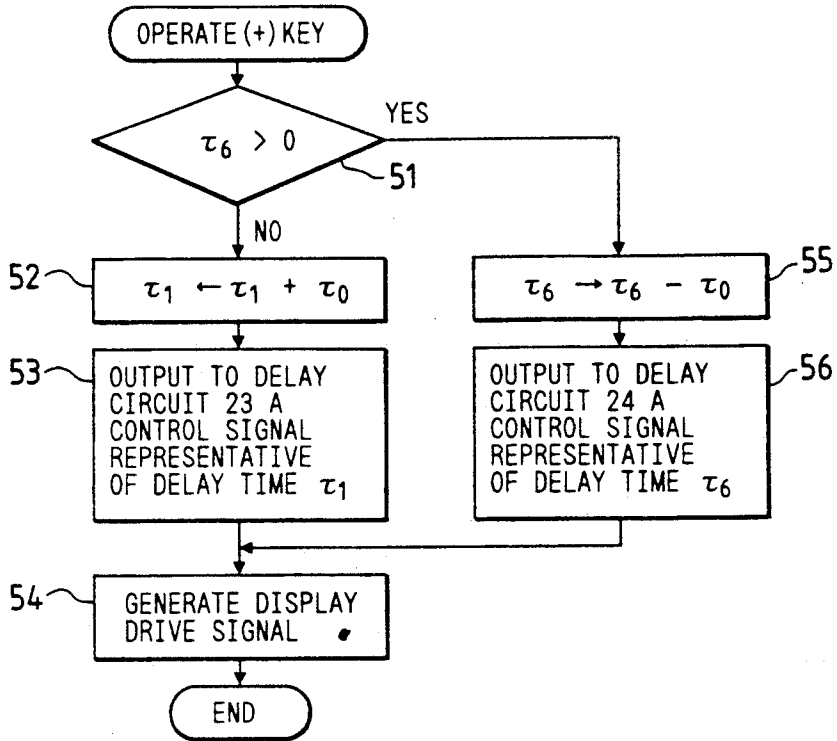 OPERATE (+) KEY
τ6 > 0
YES
51
NO
52
τ1 ← τ1 + τ0
55
τ6 → τ6 - τ0
53
OUTPUT TO DELAY
CIRCUIT 23 A
CONTROL SIGNAL
REPRESENTATIVE
OF DELAY TIME τ1
56
OUTPUT TO DELAY
CIRCUIT 24 A
CONTROL SIGNAL
REPRESENTATIVE
OF DELAY TIME τ6
54
GENERATE DISPLAY
DRIVE SIGNAL
END